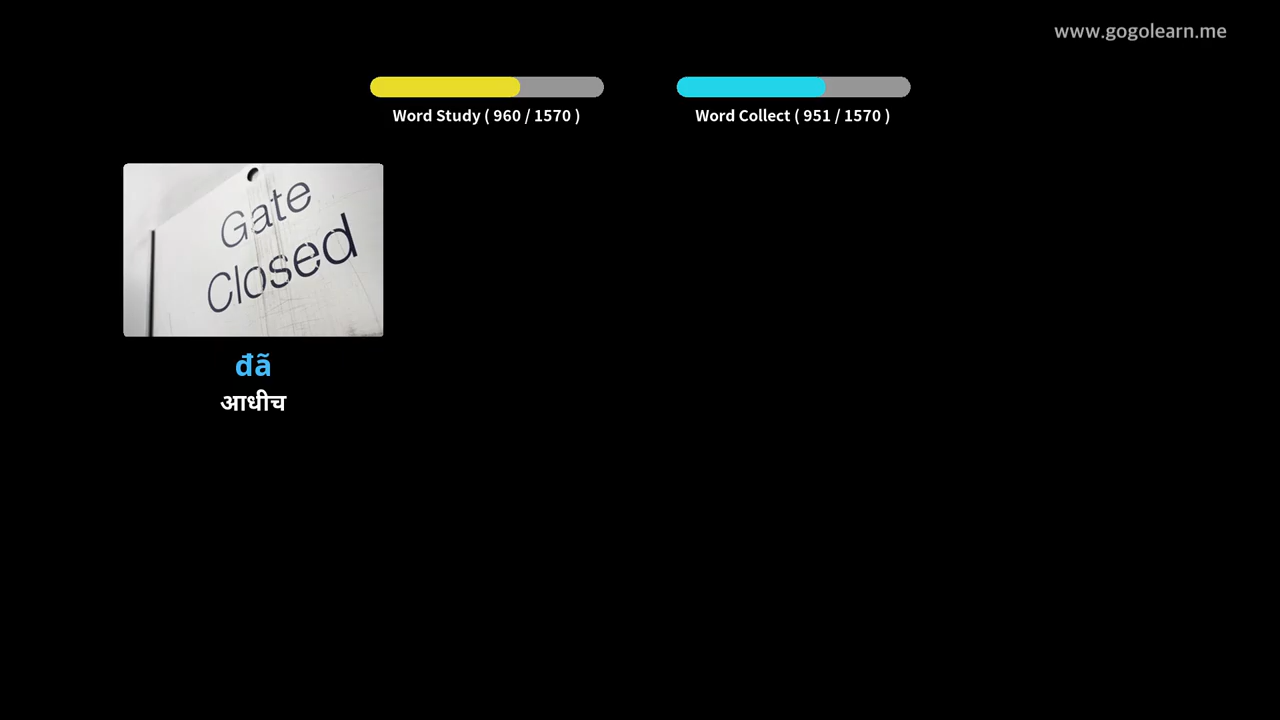 www.gogolearn.me
Word Study ( 960 / 1570 )
Word Collect ( 951 / 1570 )
Gate
Closed
đã
आधीच